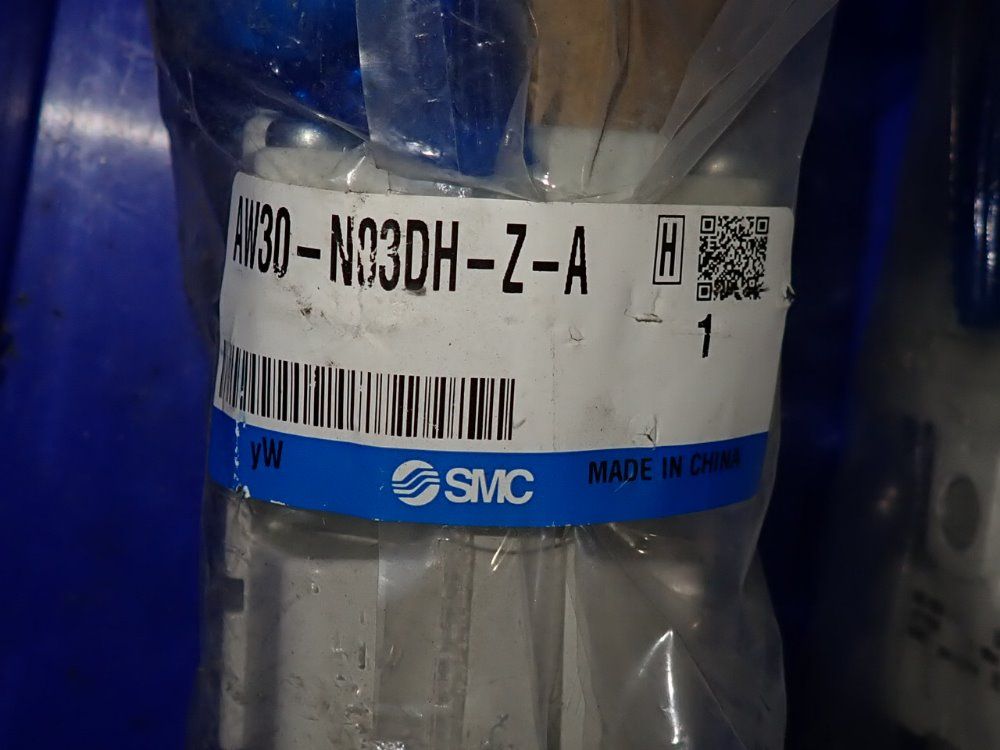 AW30-N03DH-Z-A H
1
yW
SMC MADE IN CHINA